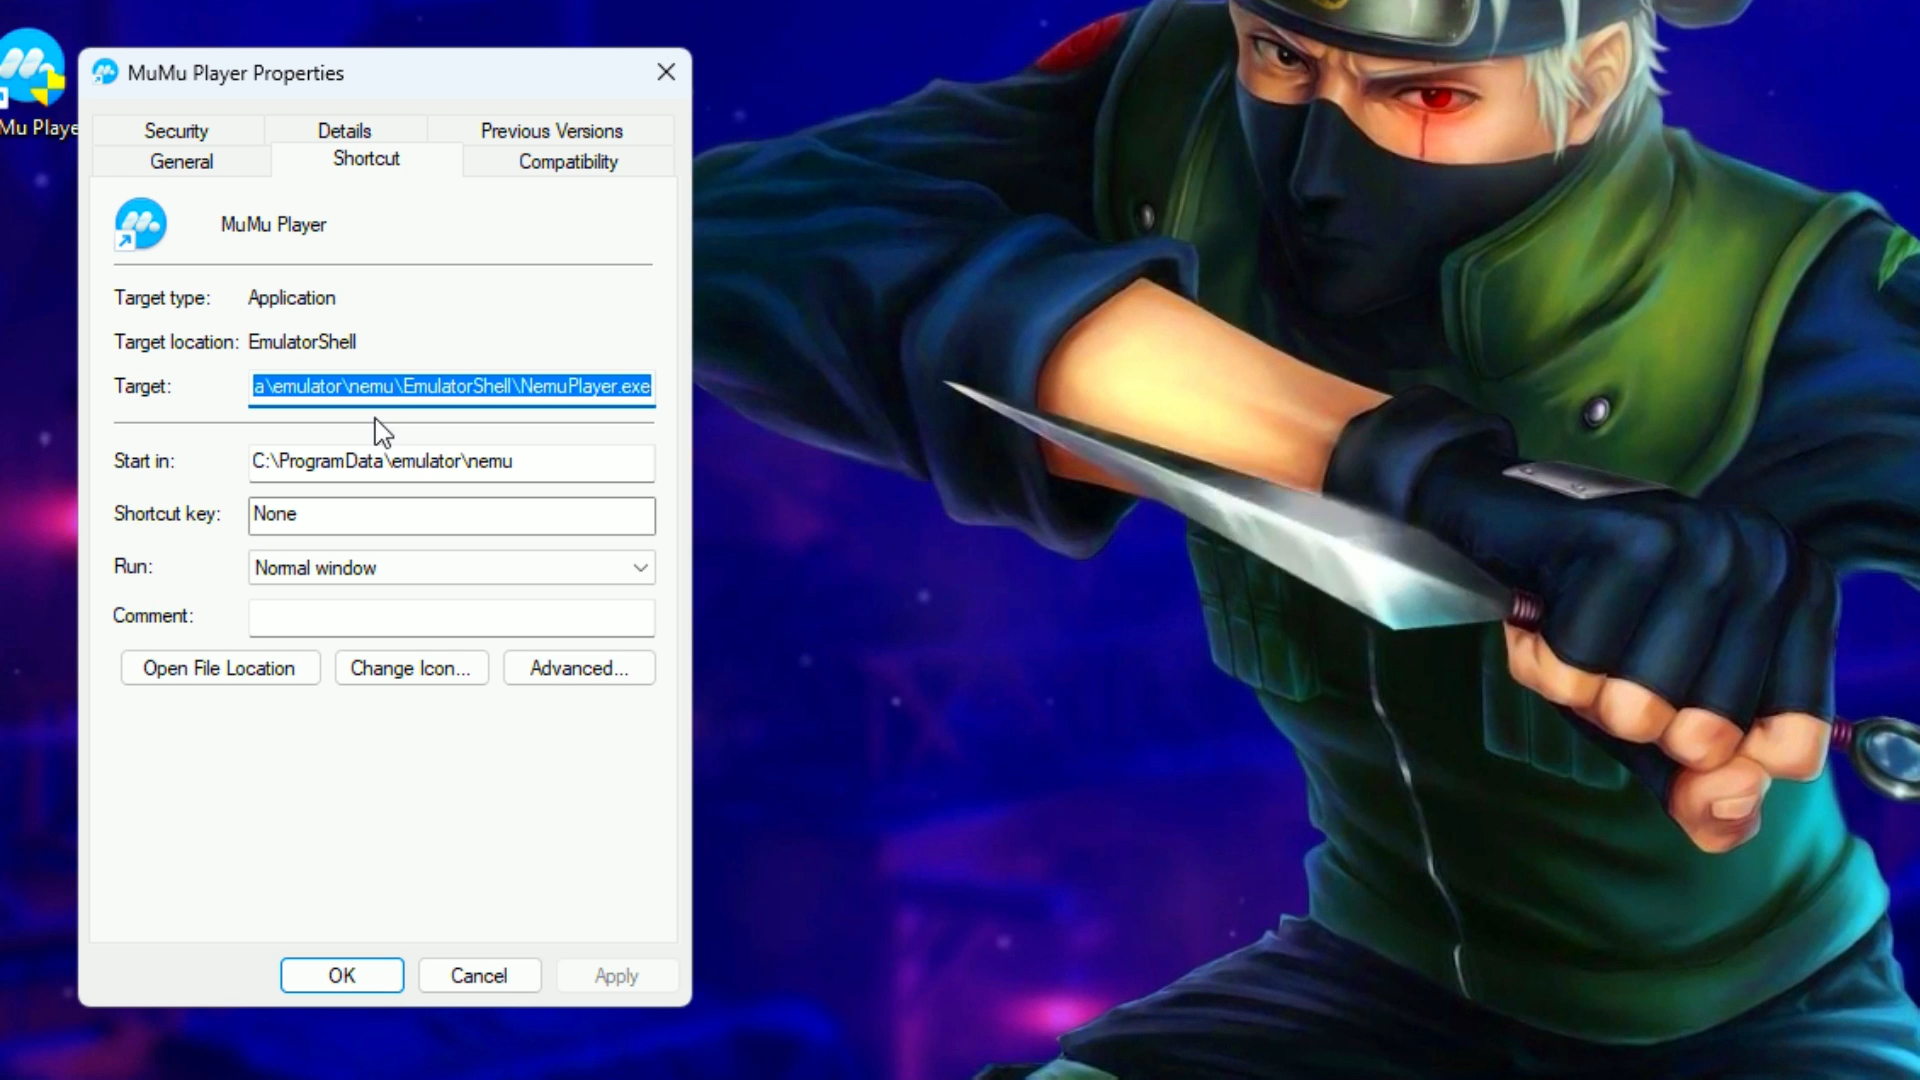 Mu Playe
MuMu Player Properties
Security Details Previous Versions
General Shortcut Compatibility
MuMu Player
Target type: Application
Target location: EmulatorShell
Target: a\emulator\nemu\EmulatorShell\NemuPlayer.exe
Start in: C:\ProgramData\emulator\nemu
Shortcut key: None
Run: Normal window
Comment:
Open File Location Change Icon... Advanced...
OK Cancel Apply